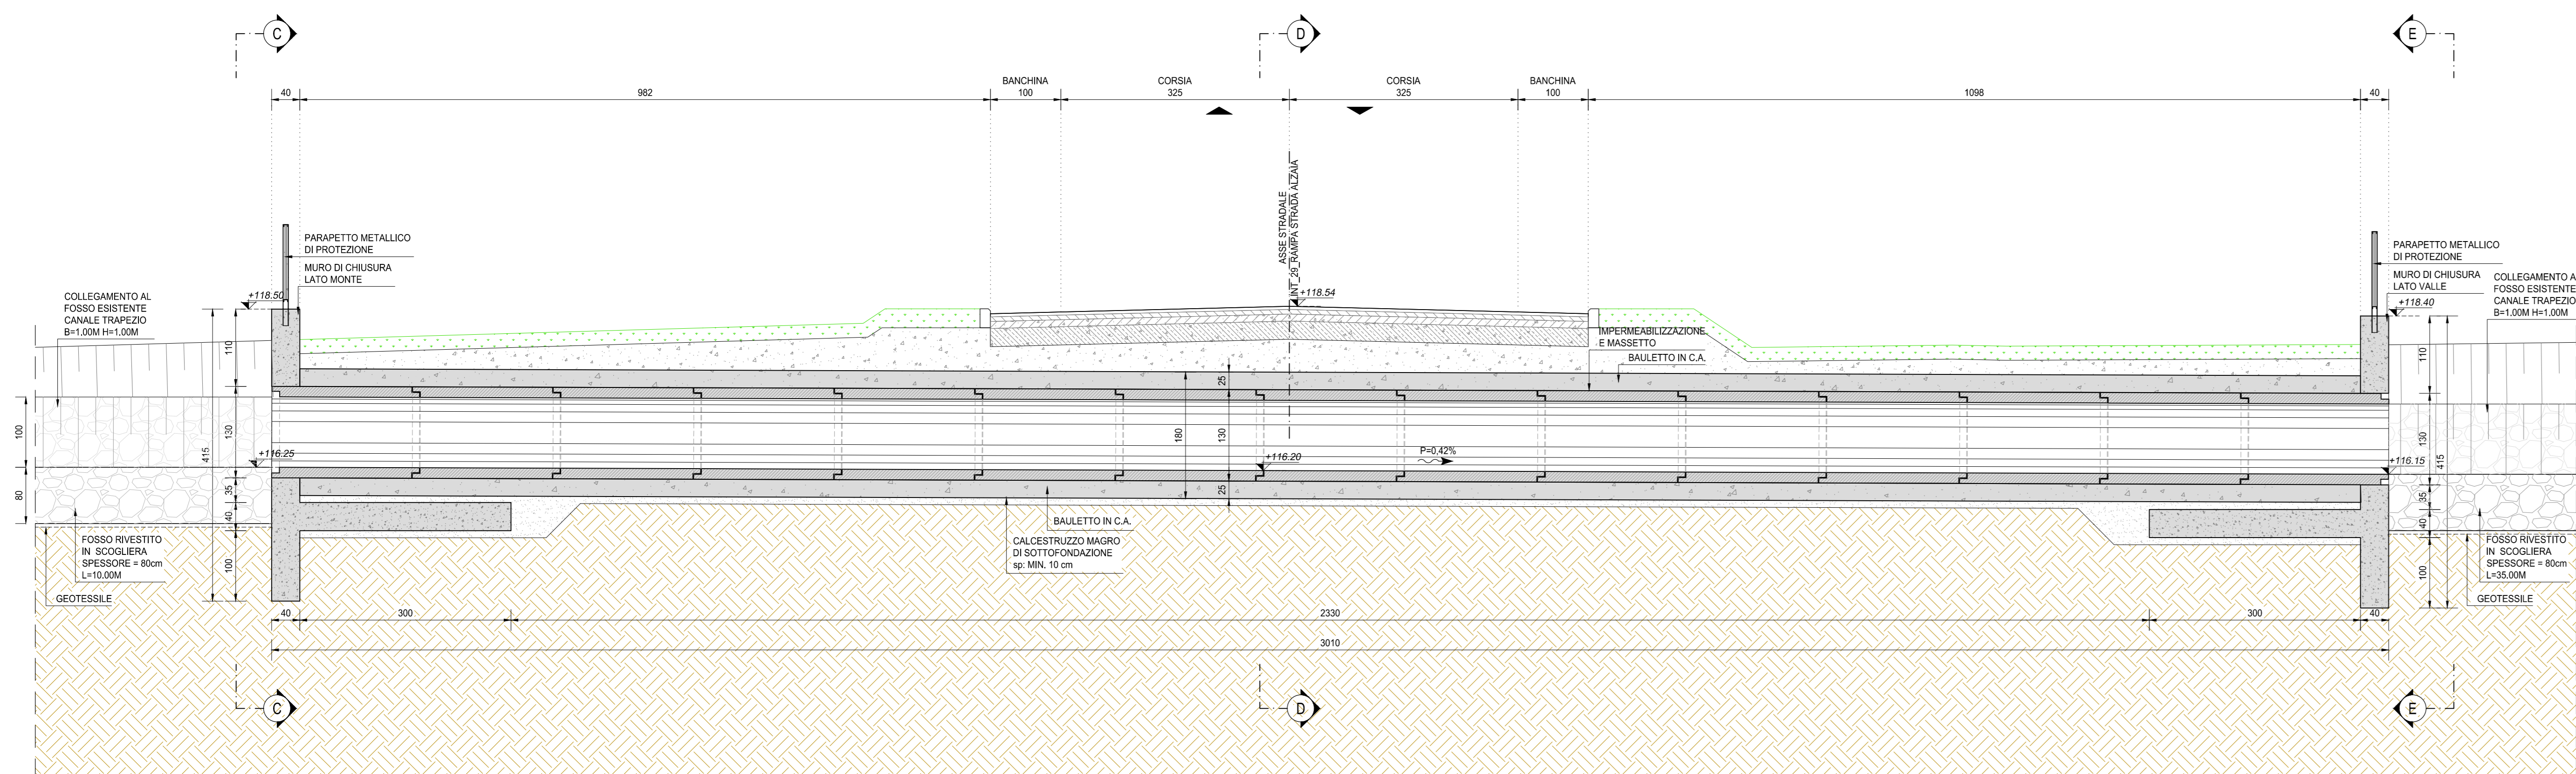 C
D
E
BANCHINA
CORSIA
CORSIA
BANCHINA
40
982
100
325
325
100
1098
40
ASSE STRADALE
INT_29_RAMPA STRADA ALZAIA
PARAPETTO METALLICO
DI PROTEZIONE
MURO DI CHIUSURA
LATO MONTE
+118.50
COLLEGAMENTO AL
FOSSO ESISTENTE
CANALE TRAPEZIO
B=1.00M H=1.00M
+118.54
IMPERMEABILIZZAZIONE
E MASSETTO
BAULETTO IN C.A.
PARAPETTO METALLICO
DI PROTEZIONE
MURO DI CHIUSURA
LATO VALLE
+118.40
COLLEGAMENTO A
FOSSO ESISTENTE
CANALE TRAPEZIO
B=1.00M H=1.00M
110
130
35
40
100
415
100
80
+116.25
25
130
25
180
+116.20
P=0,42%
+116.15
110
130
35
40
100
415
BAULETTO IN C.A.
CALCESTRUZZO MAGRO
DI SOTTOFONDAZIONE
sp: MIN. 10 cm
FOSSO RIVESTITO
IN SCOGLIERA
SPESSORE = 80cm
L=10.00M
GEOTESSILE
FOSSO RIVESTITO
IN SCOGLIERA
SPESSORE = 80cm
L=35.00M
GEOTESSILE
40
300
2330
300
40
3010
C
D
E